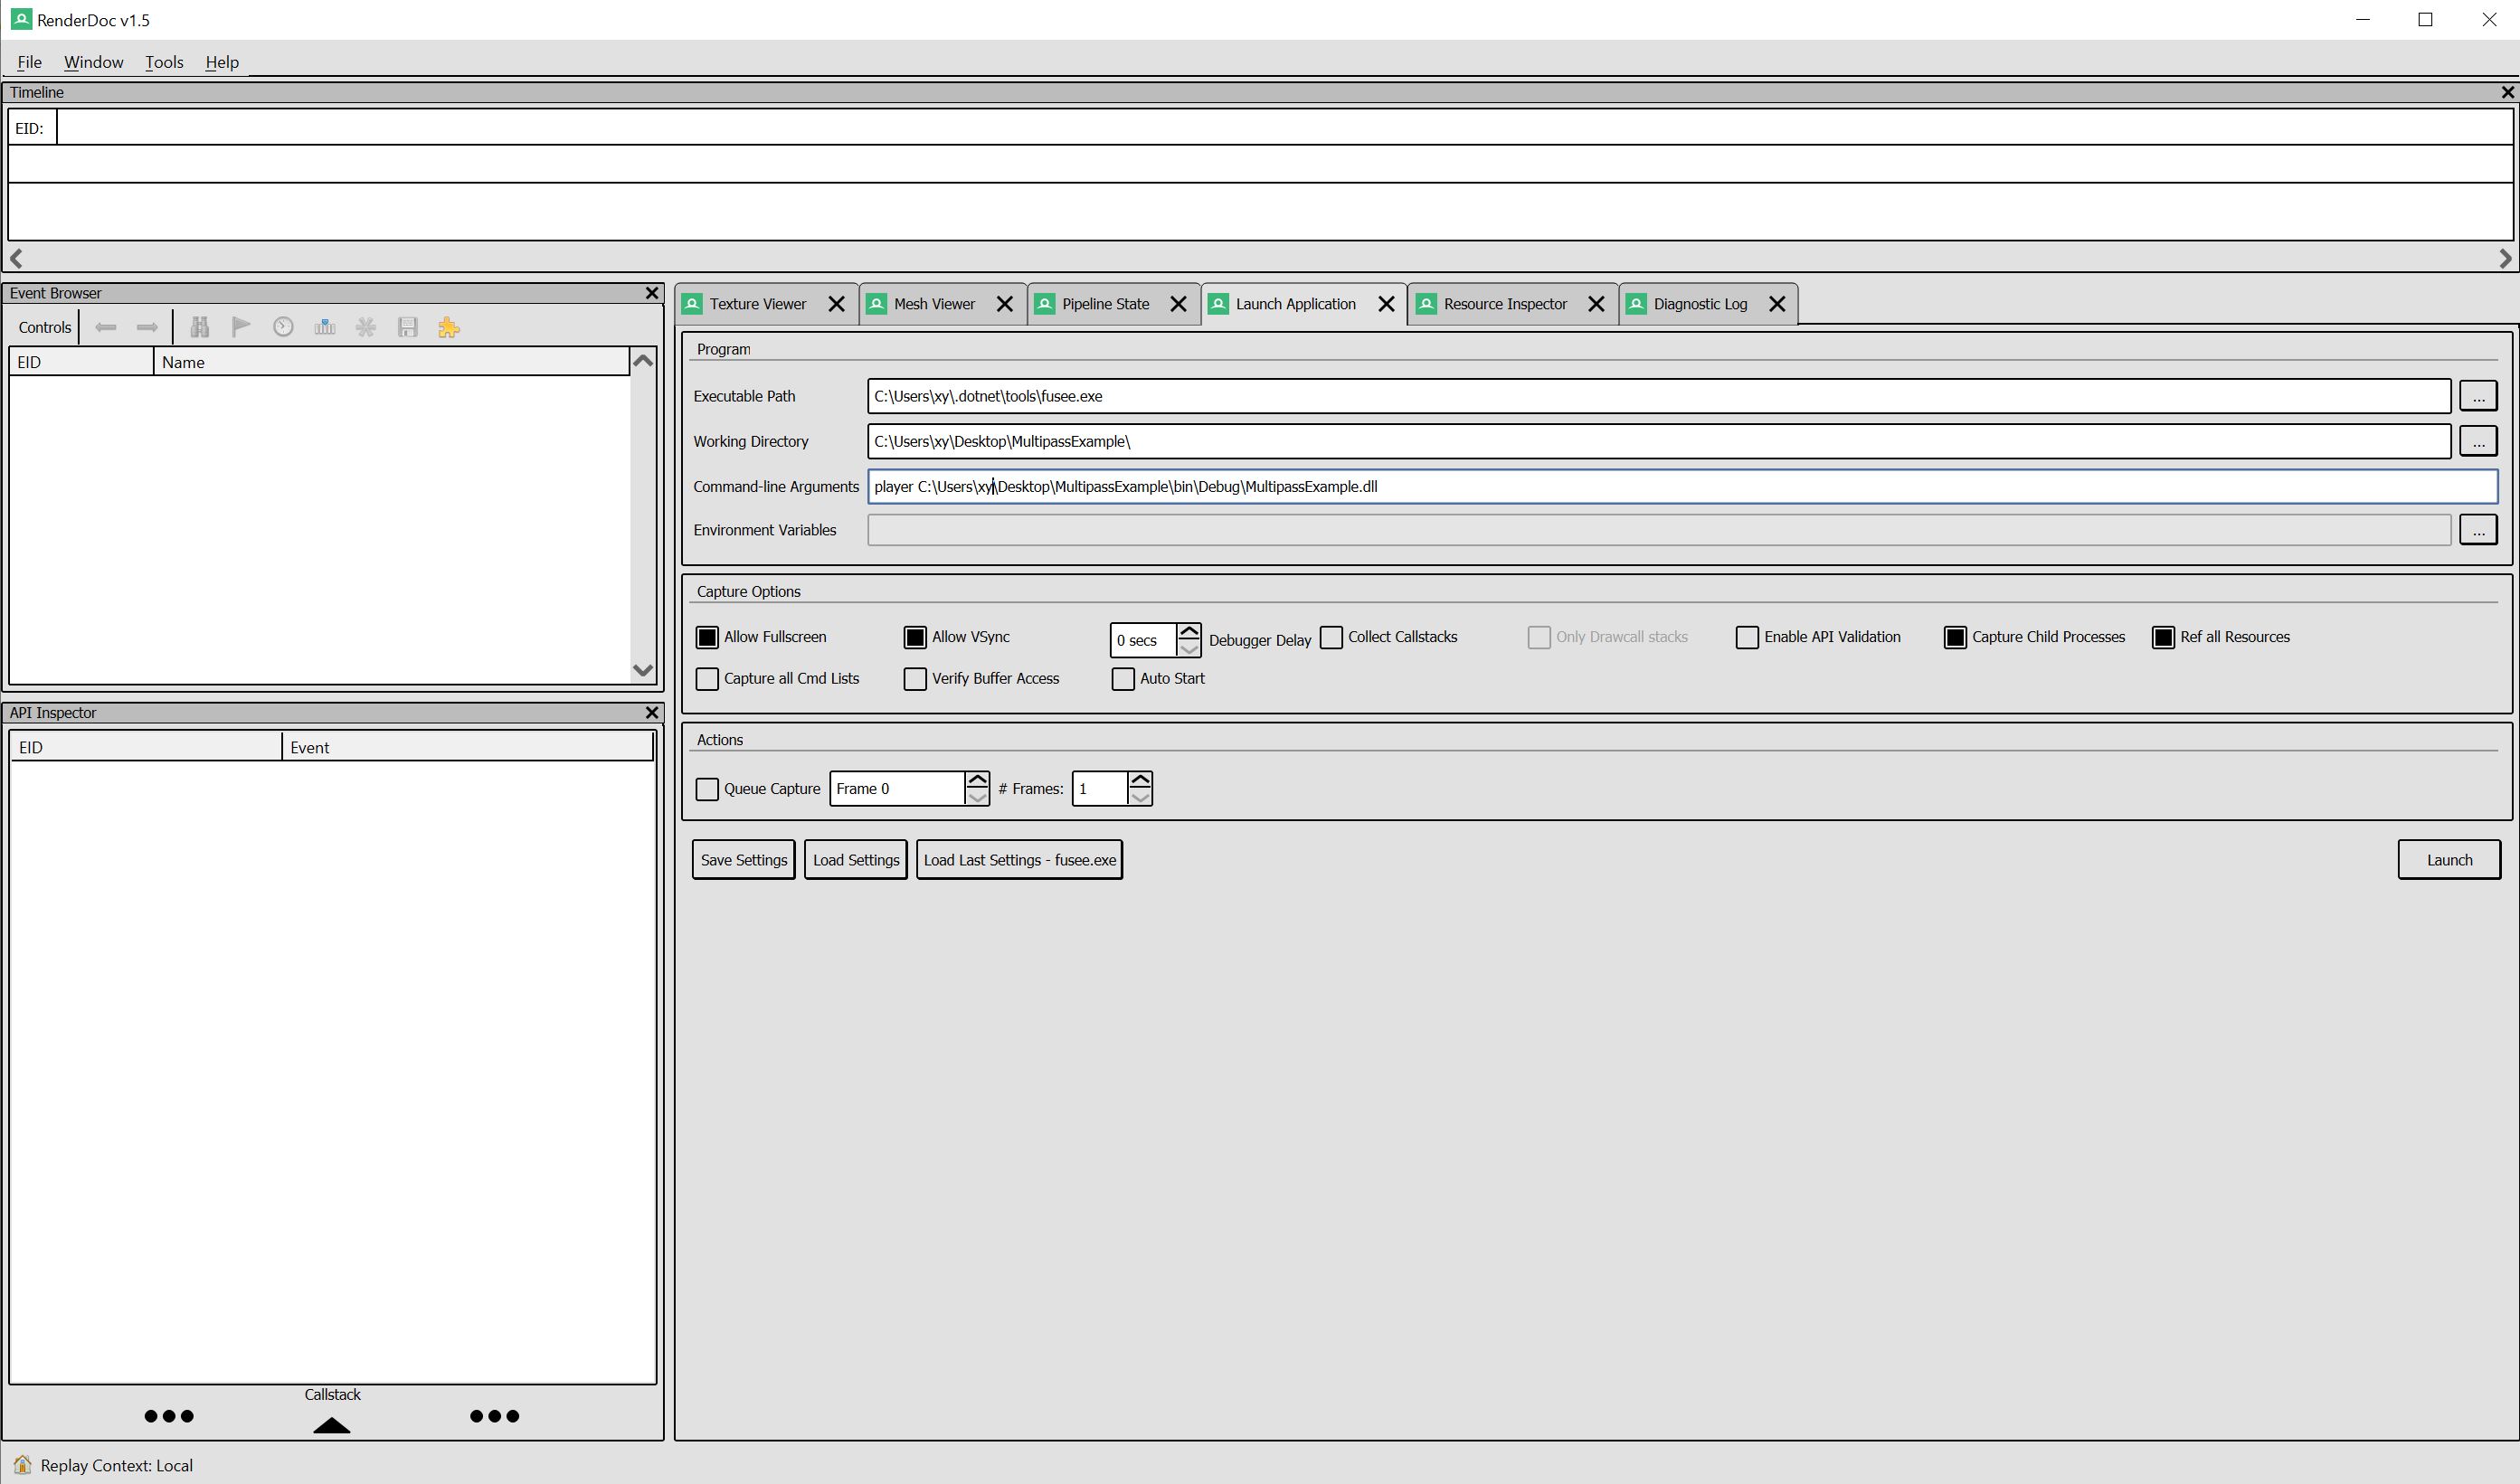 RenderDoc v1.5
File Window Tools Help
Timeline
EID:
Event Browser
Controls
EID Name
API Inspector
EID Event
Callstack
Texture Viewer Mesh Viewer Pipeline State Launch Application Resource Inspector Diagnostic Log
Program
Executable Path C:\Users\xy\.dotnet\tools\fusee.exe ...
Working Directory C:\Users\xy\Desktop\MultipassExample\ ...
Command-line Arguments player C:\Users\xy\Desktop\MultipassExample\bin\Debug\MultipassExample.dll
Environment Variables ...
Capture Options
Allow Fullscreen Allow VSync 0 secs Debugger Delay Collect Callstacks Only Drawcall stacks Enable API Validation Capture Child Processes Ref all Resources
Capture all Cmd Lists Verify Buffer Access Auto Start
Actions
Queue Capture Frame 0 # Frames: 1
Save Settings Load Settings Load Last Settings - fusee.exe Launch
Replay Context: Local